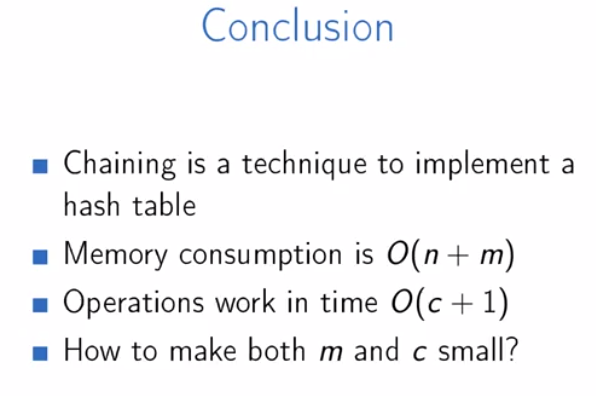 Conclusion
Chaining is a technique to implement a
hash table
Memory consumption is O(n + m)
Operations work in time O(c + 1)
How to make both m and c small?